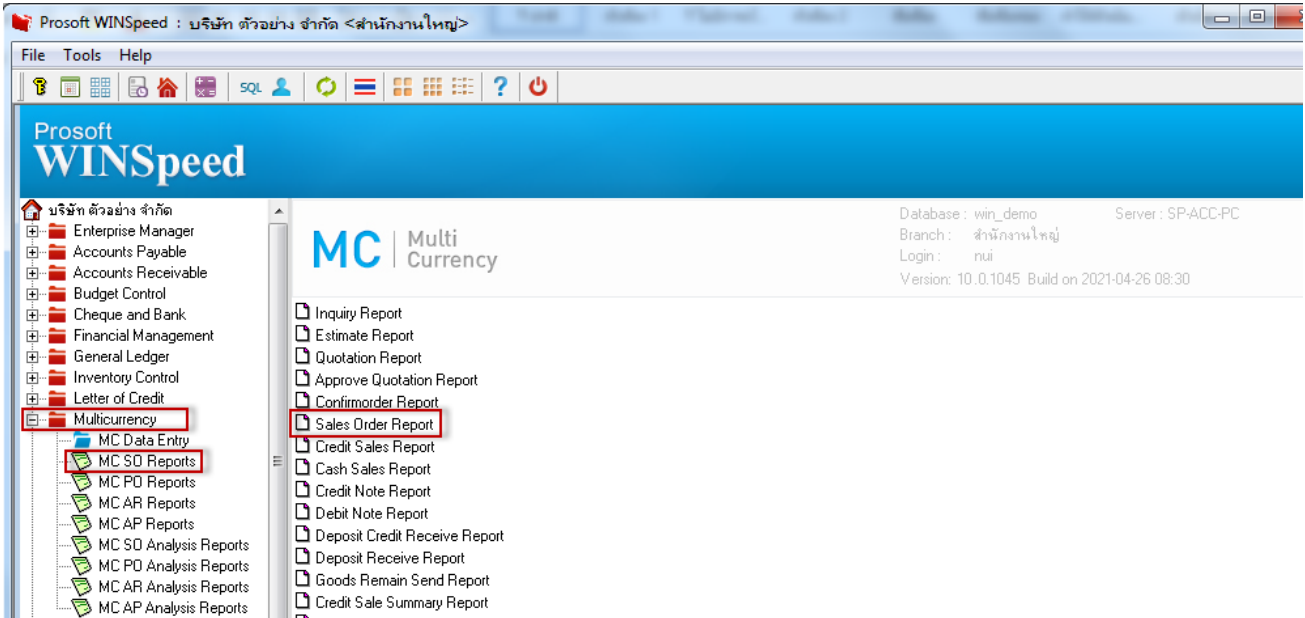 Prosoft WINSpeed : บริษัท ตัวอย่าง จำกัด <สำนักงานใหญ่>
File Tools Help
SQL
Prosoft
WINSpeed
บริษัท ตัวอย่าง จำกัด
Enterprise Manager
Accounts Payable
Accounts Receivable
Budget Control
Cheque and Bank
Financial Management
General Ledger
Inventory Control
Letter of Credit
Multicurrency
MC Data Entry
MC SO Reports
MC PO Reports
MC AR Reports
MC AP Reports
MC SO Analysis Reports
MC PO Analysis Reports
MC AR Analysis Reports
MC AP Analysis Reports
MC Multi Currency
Database : win_demo Server : SP-ACC-PC
Branch : สำนักงานใหญ่
Login : nui
Version: 10.0.1045 Build on 2021-04-26 08:30
Inquiry Report
Estimate Report
Quotation Report
Approve Quotation Report
Confirmorder Report
Sales Order Report
Credit Sales Report
Cash Sales Report
Credit Note Report
Debit Note Report
Deposit Credit Receive Report
Deposit Receive Report
Goods Remain Send Report
Credit Sale Summary Report